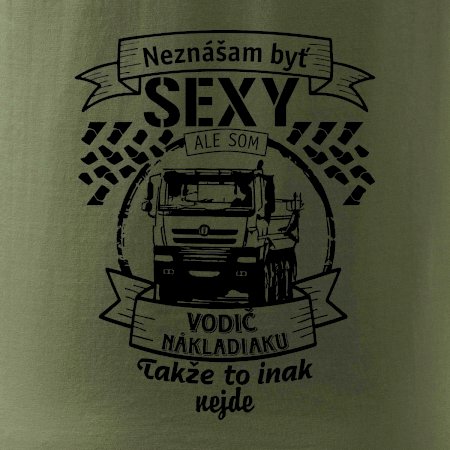 Neznášam byť
SEXY
ALE SOM
VODIČ
NÁKLADIAKU
Takže to inak
nejde